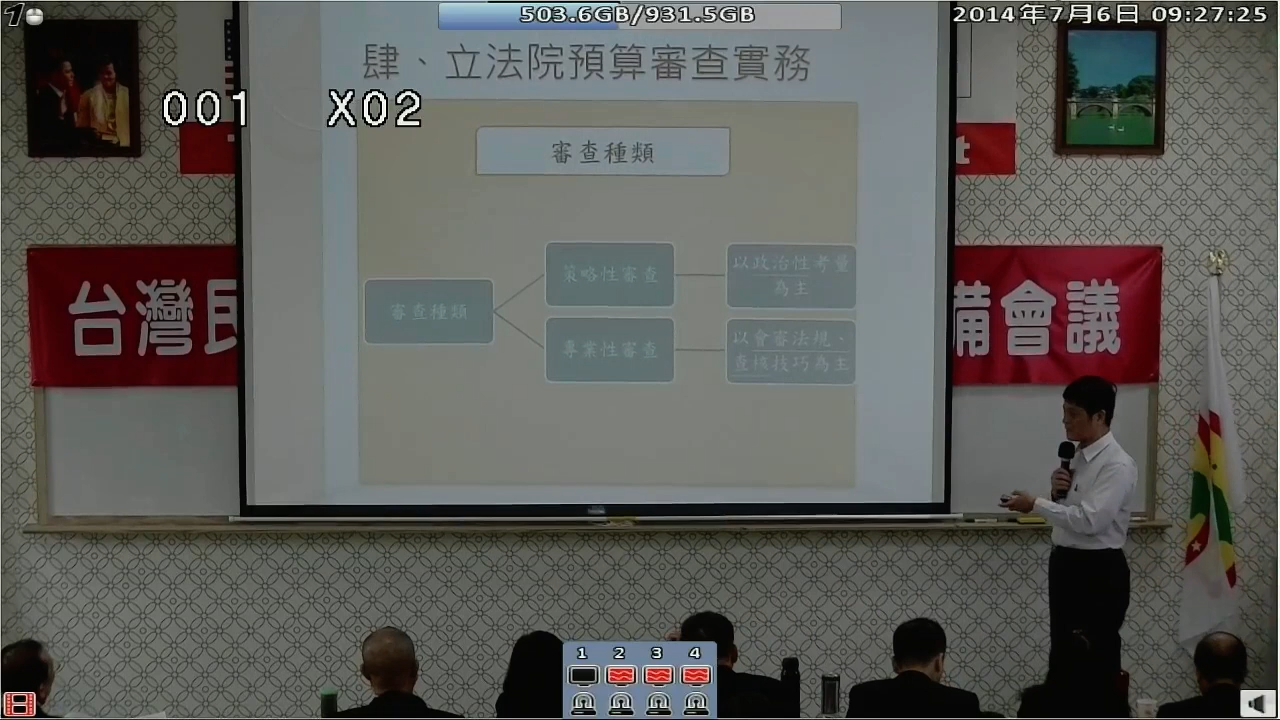 1
503.6GB/931.5GB
2014年7月6日 09:27:25
肆、立法院預算審查實務
001 X02
審查種類
t
策略性審查
以政治性考量
為主
審查種類
專業性審查
以會審法規、
查核技巧為主
台灣民
備會議
1 2 3 4